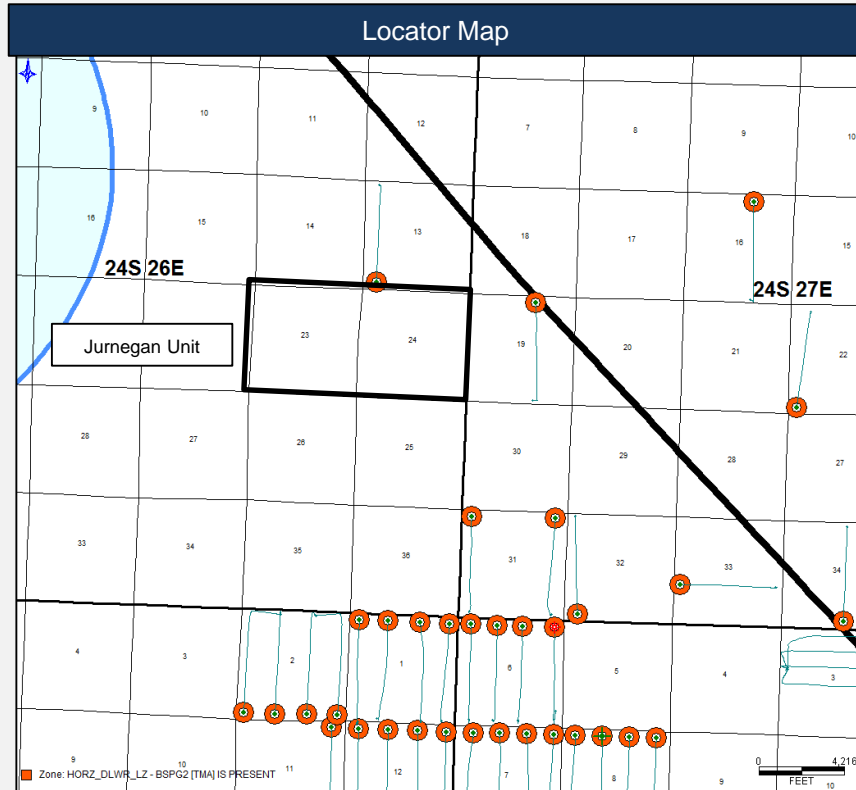 Locator Map
9 10 11 12 7 8 9 10
16 15 14 13 18 17 16 15
24S 26E 24S 27E
Jurnegan Unit 23 24 19 20 21 22
28 27 26 25 30 29 28 27
33 34 35 36 31 32 33 34
4 3 2 1 6 5 4 3
9 10 11 12 7 8 9 10
Zone: HORZ_DLWR_LZ - BSPG2 [TMA] IS PRESENT
0 4,216
FEET